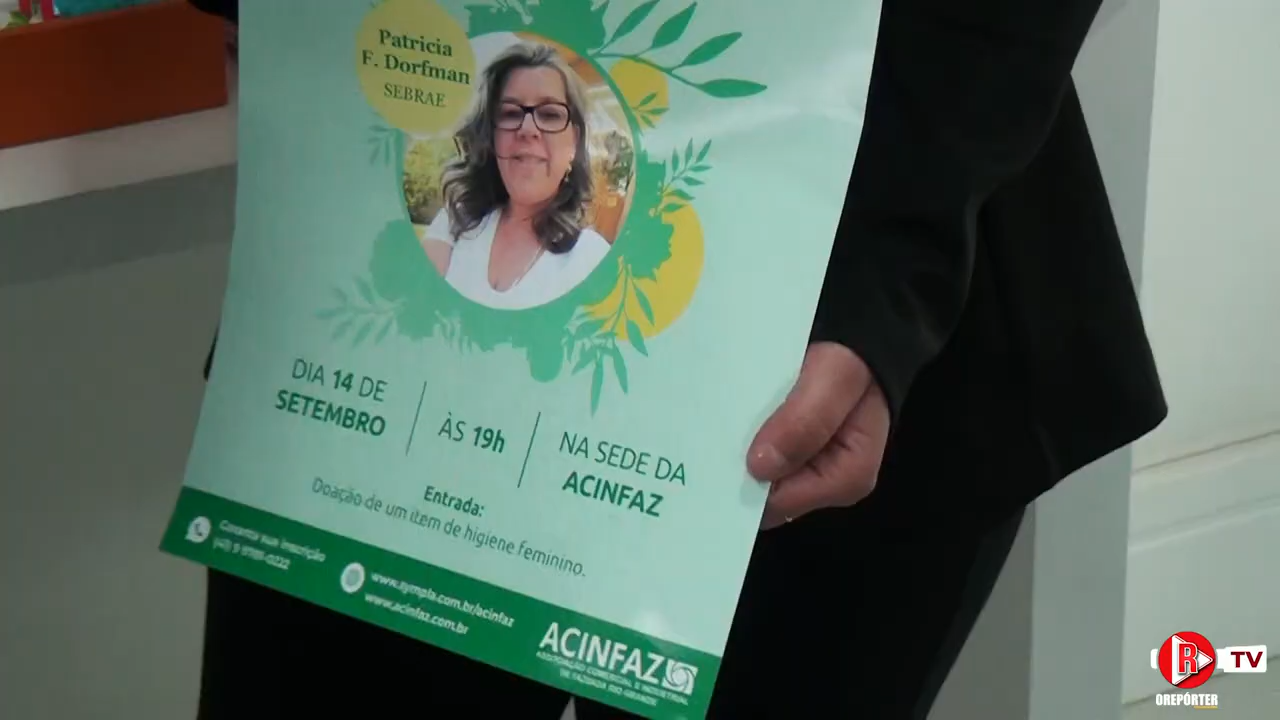 Patricia
F. Dorfman
SEBRAE
DIA 14 DE
SETEMBRO
ÀS 19h
NA SEDE DA
ACINFAZ
Entrada:
Doação de um item de higiene feminino.
Garanta sua inscrição
www.sympla.com.br/acinfaz
www.acinfaz.com.br
ACINFAZ
ASSOCIAÇÃO COMERCIAL E INDUSTRIAL
DE FAZENDA RIO GRANDE
R TV
OREPÓRTER